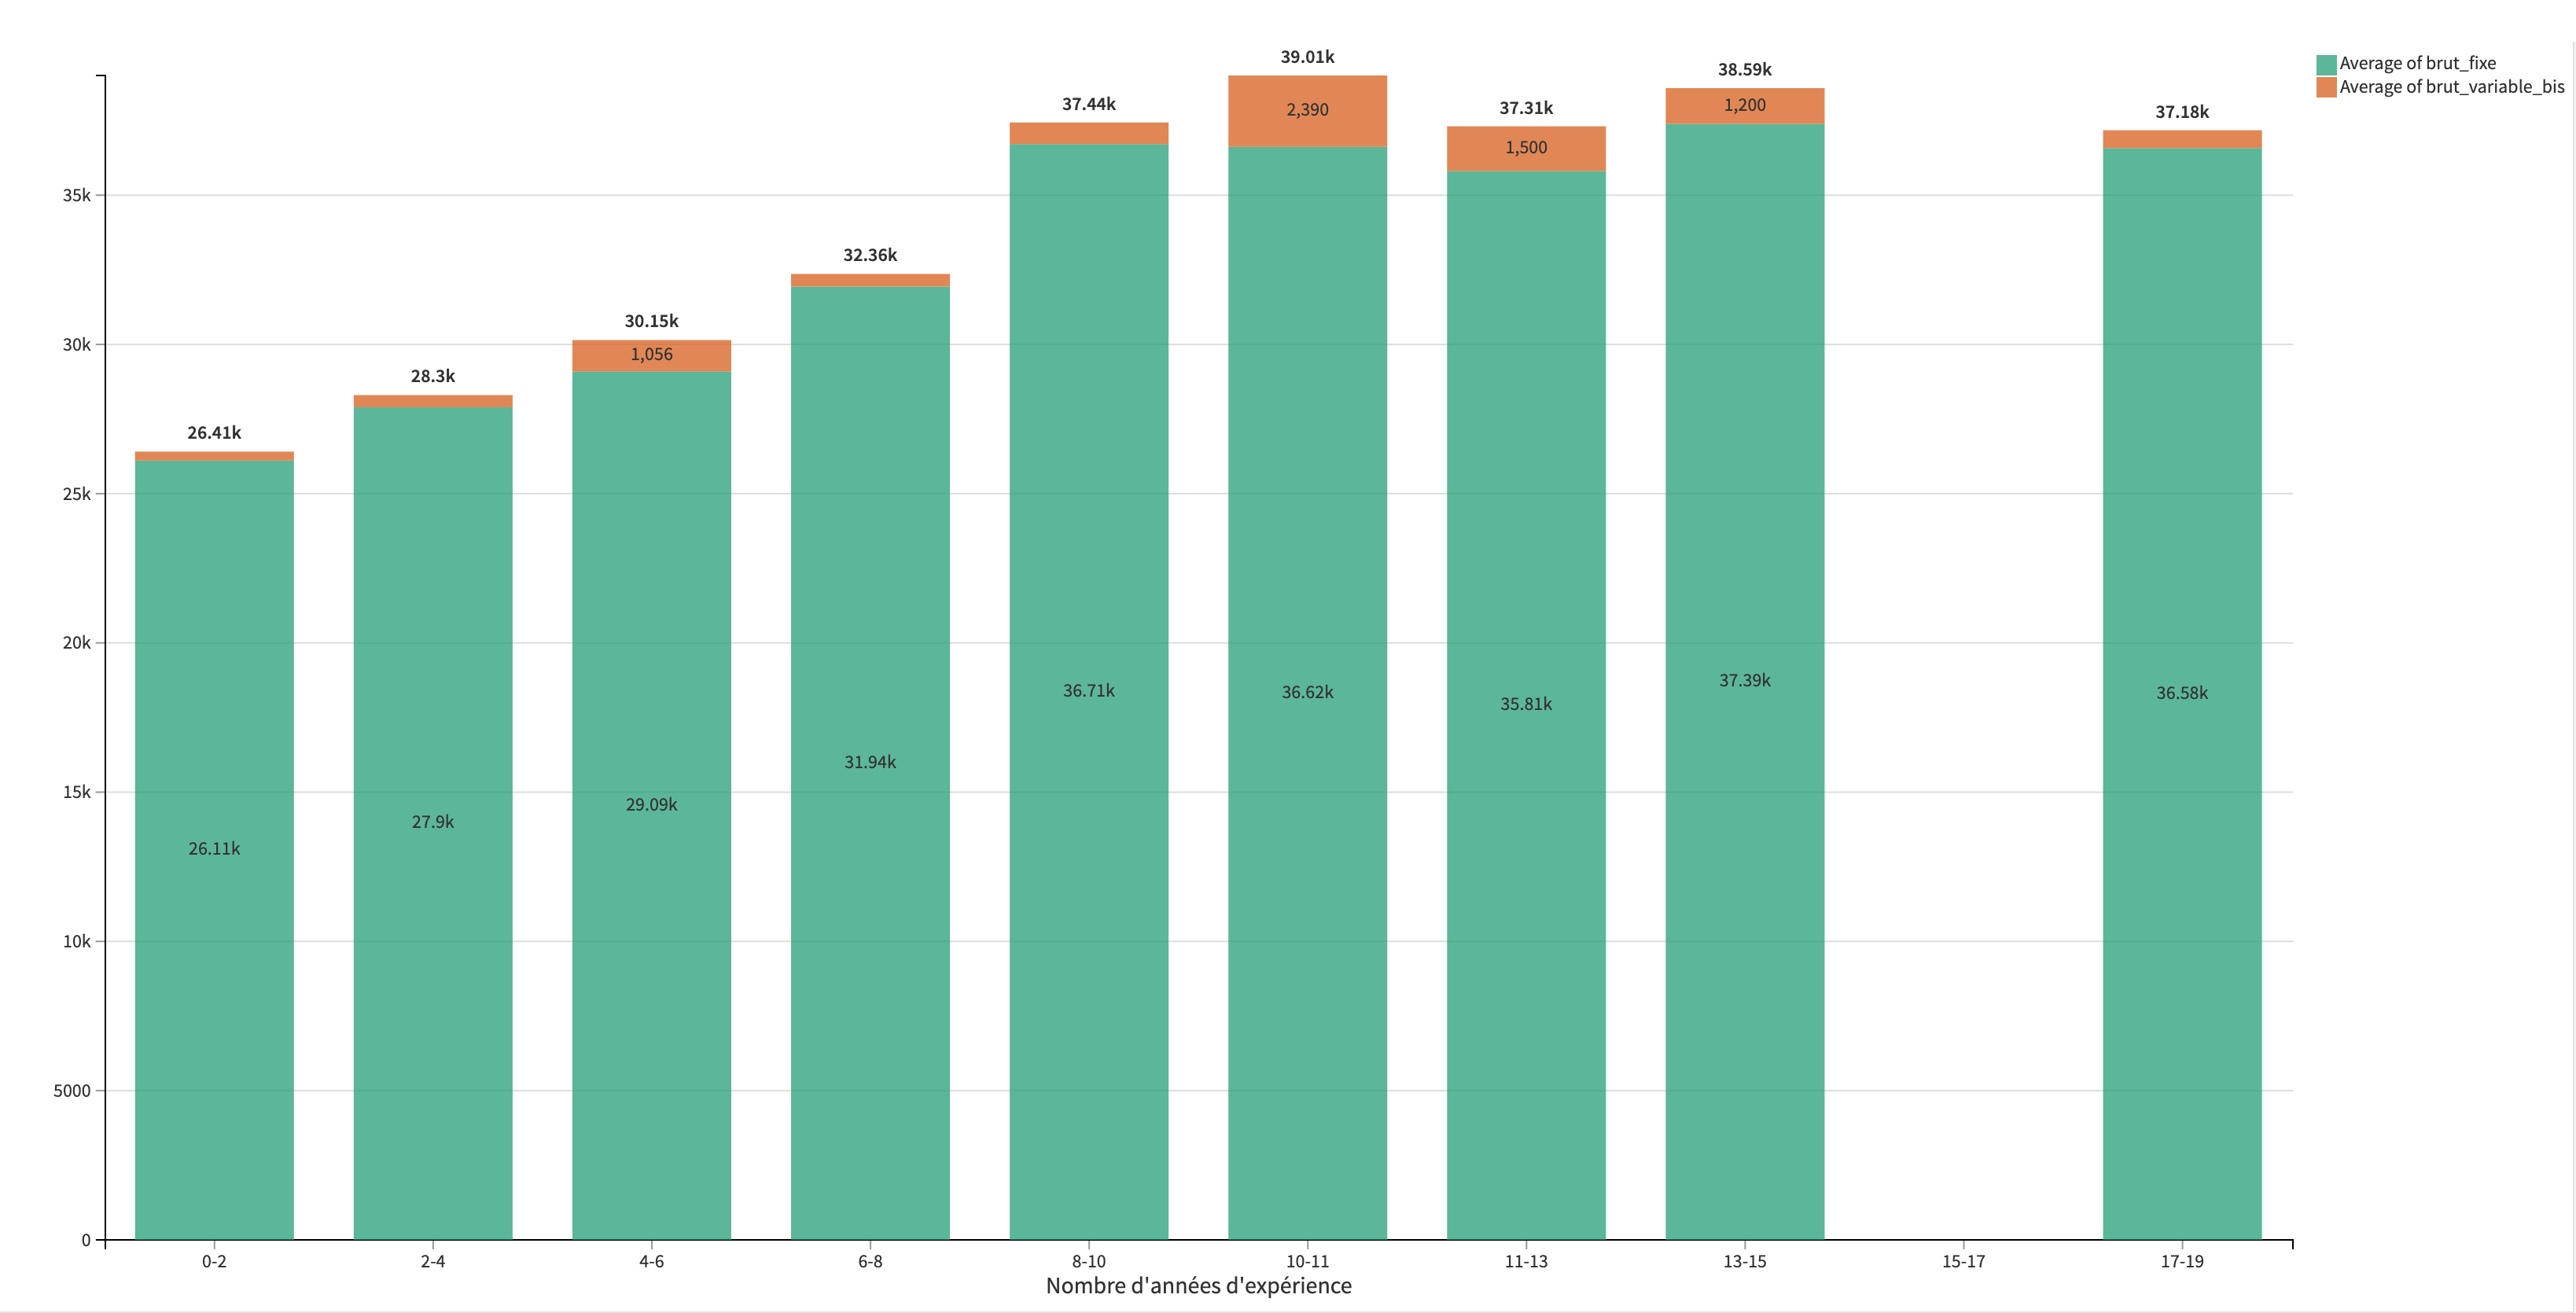 Average of brut_fixe
Average of brut_variable_bis
39.01k
38.59k
37.44k
37.31k
37.18k
2,390
1,200
1,500
35k
32.36k
30.15k
30k
1,056
28.3k
26.41k
25k
20k
37.39k
36.71k
36.62k
36.58k
35.81k
31.94k
15k
29.09k
27.9k
26.11k
10k
5000
0
0-2 2-4 4-6 6-8 8-10 10-11 11-13 13-15 15-17 17-19
Nombre d'années d'expérience